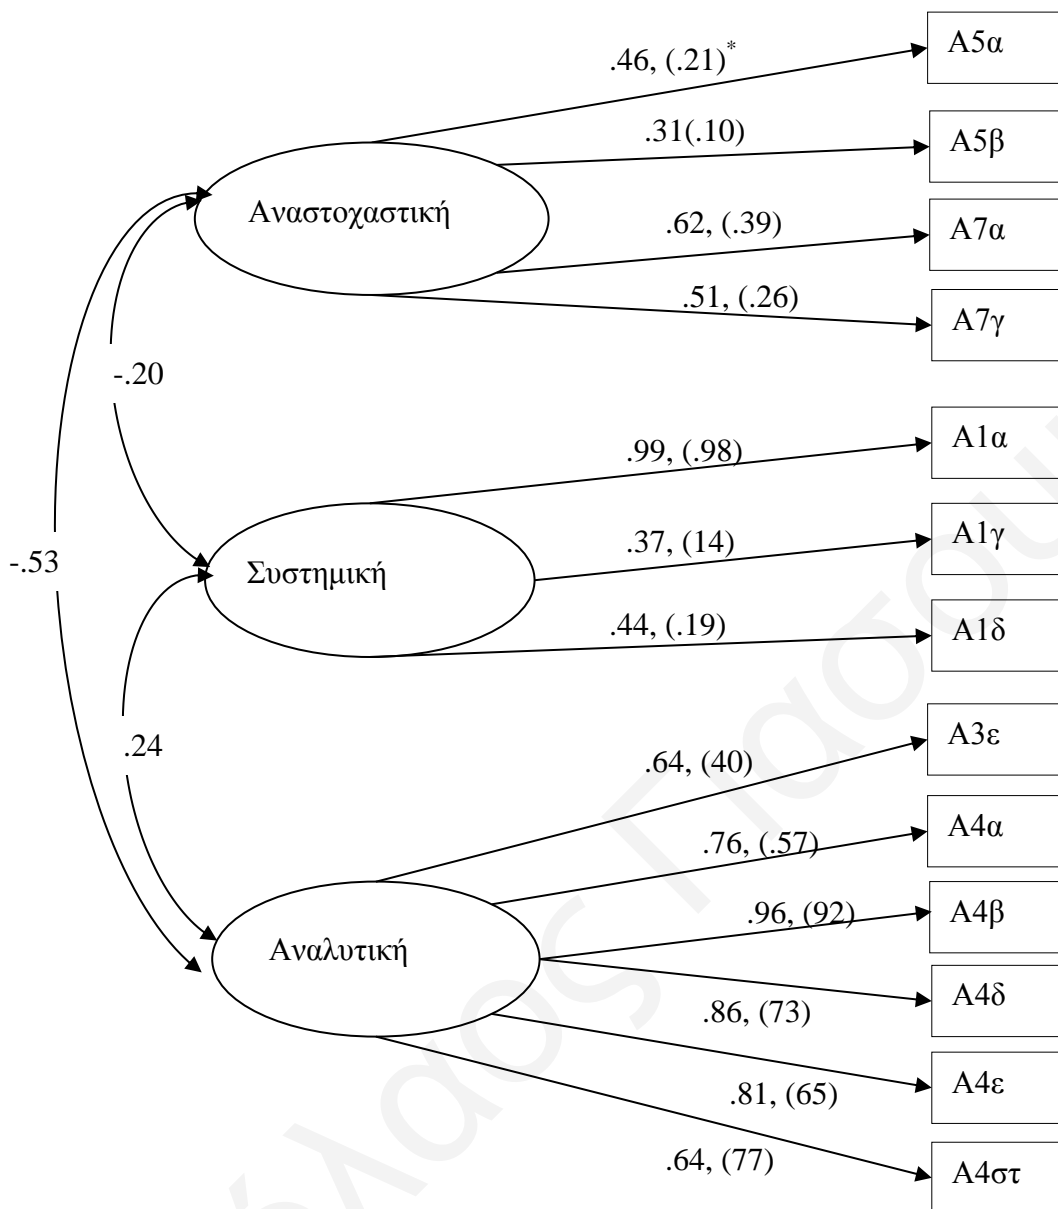 A5α
.46, (.21)*
.31(.10)
A5β
Αναστοχαστική
.62, (.39)
A7α
.51, (.26)
A7γ
-.20
.99, (.98)
A1α
.37, (14)
A1γ
-.53
Συστημική
.44, (.19)
A1δ
.24
.64, (40)
A3ε
.76, (.57)
A4α
.96, (92)
A4β
Αναλυτική
.86, (73)
A4δ
.81, (65)
A4ε
.64, (77)
A4στ